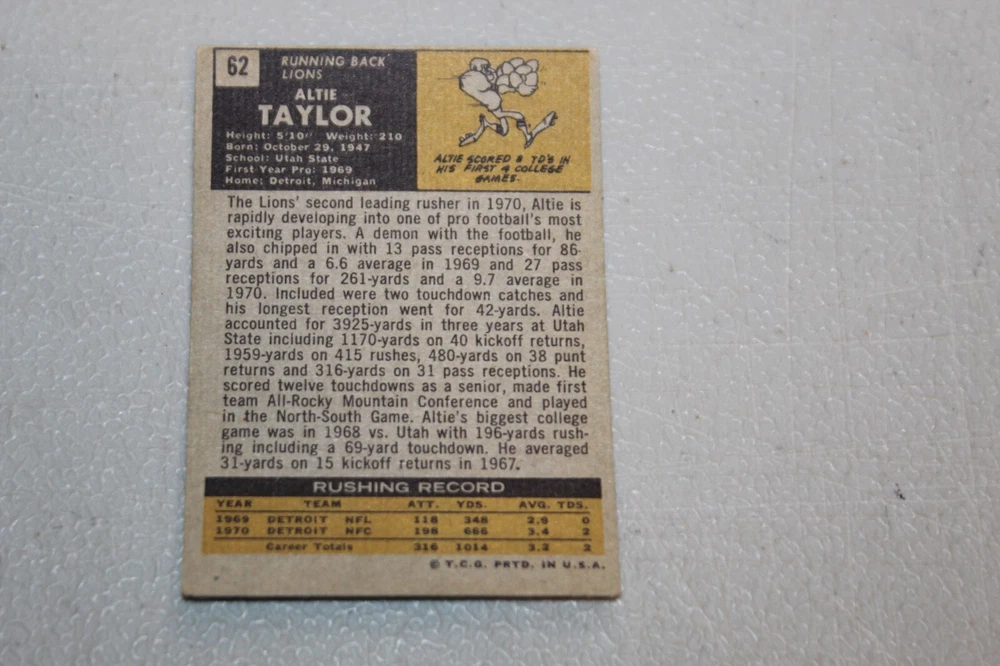 62
RUNNING BACK
LIONS
ALTIE
TAYLOR
Height: 5'10" Weight: 210
Born: October 29, 1947
School: Utah State
First Year Pro: 1969
Home: Detroit, Michigan
ALTIE SCORED 8 TD'S IN
HIS FIRST 4 COLLEGE
GAMES.
The Lions' second leading rusher in 1970, Altie is
rapidly developing into one of pro football's most
exciting players. A demon with the football, he
also chipped in with 13 pass receptions for 86-
yards and a 6.6 average in 1969 and 27 pass
receptions for 261-yards and a 9.7 average in
1970. Included were two touchdown catches and
his longest reception went for 42-yards. Altie
accounted for 3925-yards in three years at Utah
State including 1170-yards on 40 kickoff returns,
1959-yards on 415 rushes, 480-yards on 38 punt
returns and 316-yards on 31 pass receptions. He
scored twelve touchdowns as a senior, made first
team All-Rocky Mountain Conference and played
in the North-South Game. Altie's biggest college
game was in 1968 vs. Utah with 196-yards rush-
ing including a 69-yard touchdown. He averaged
31-yards on 15 kickoff returns in 1967.
RUSHING RECORD
YEAR TEAM ATT. YDS. AVG. TDS.
1969 DETROIT NFL 118 348 2.9 0
1970 DETROIT NFC 198 666 3.4 2
Career Totals 316 1014 3.2 2
© T.C.G. PRTD. IN U.S.A.